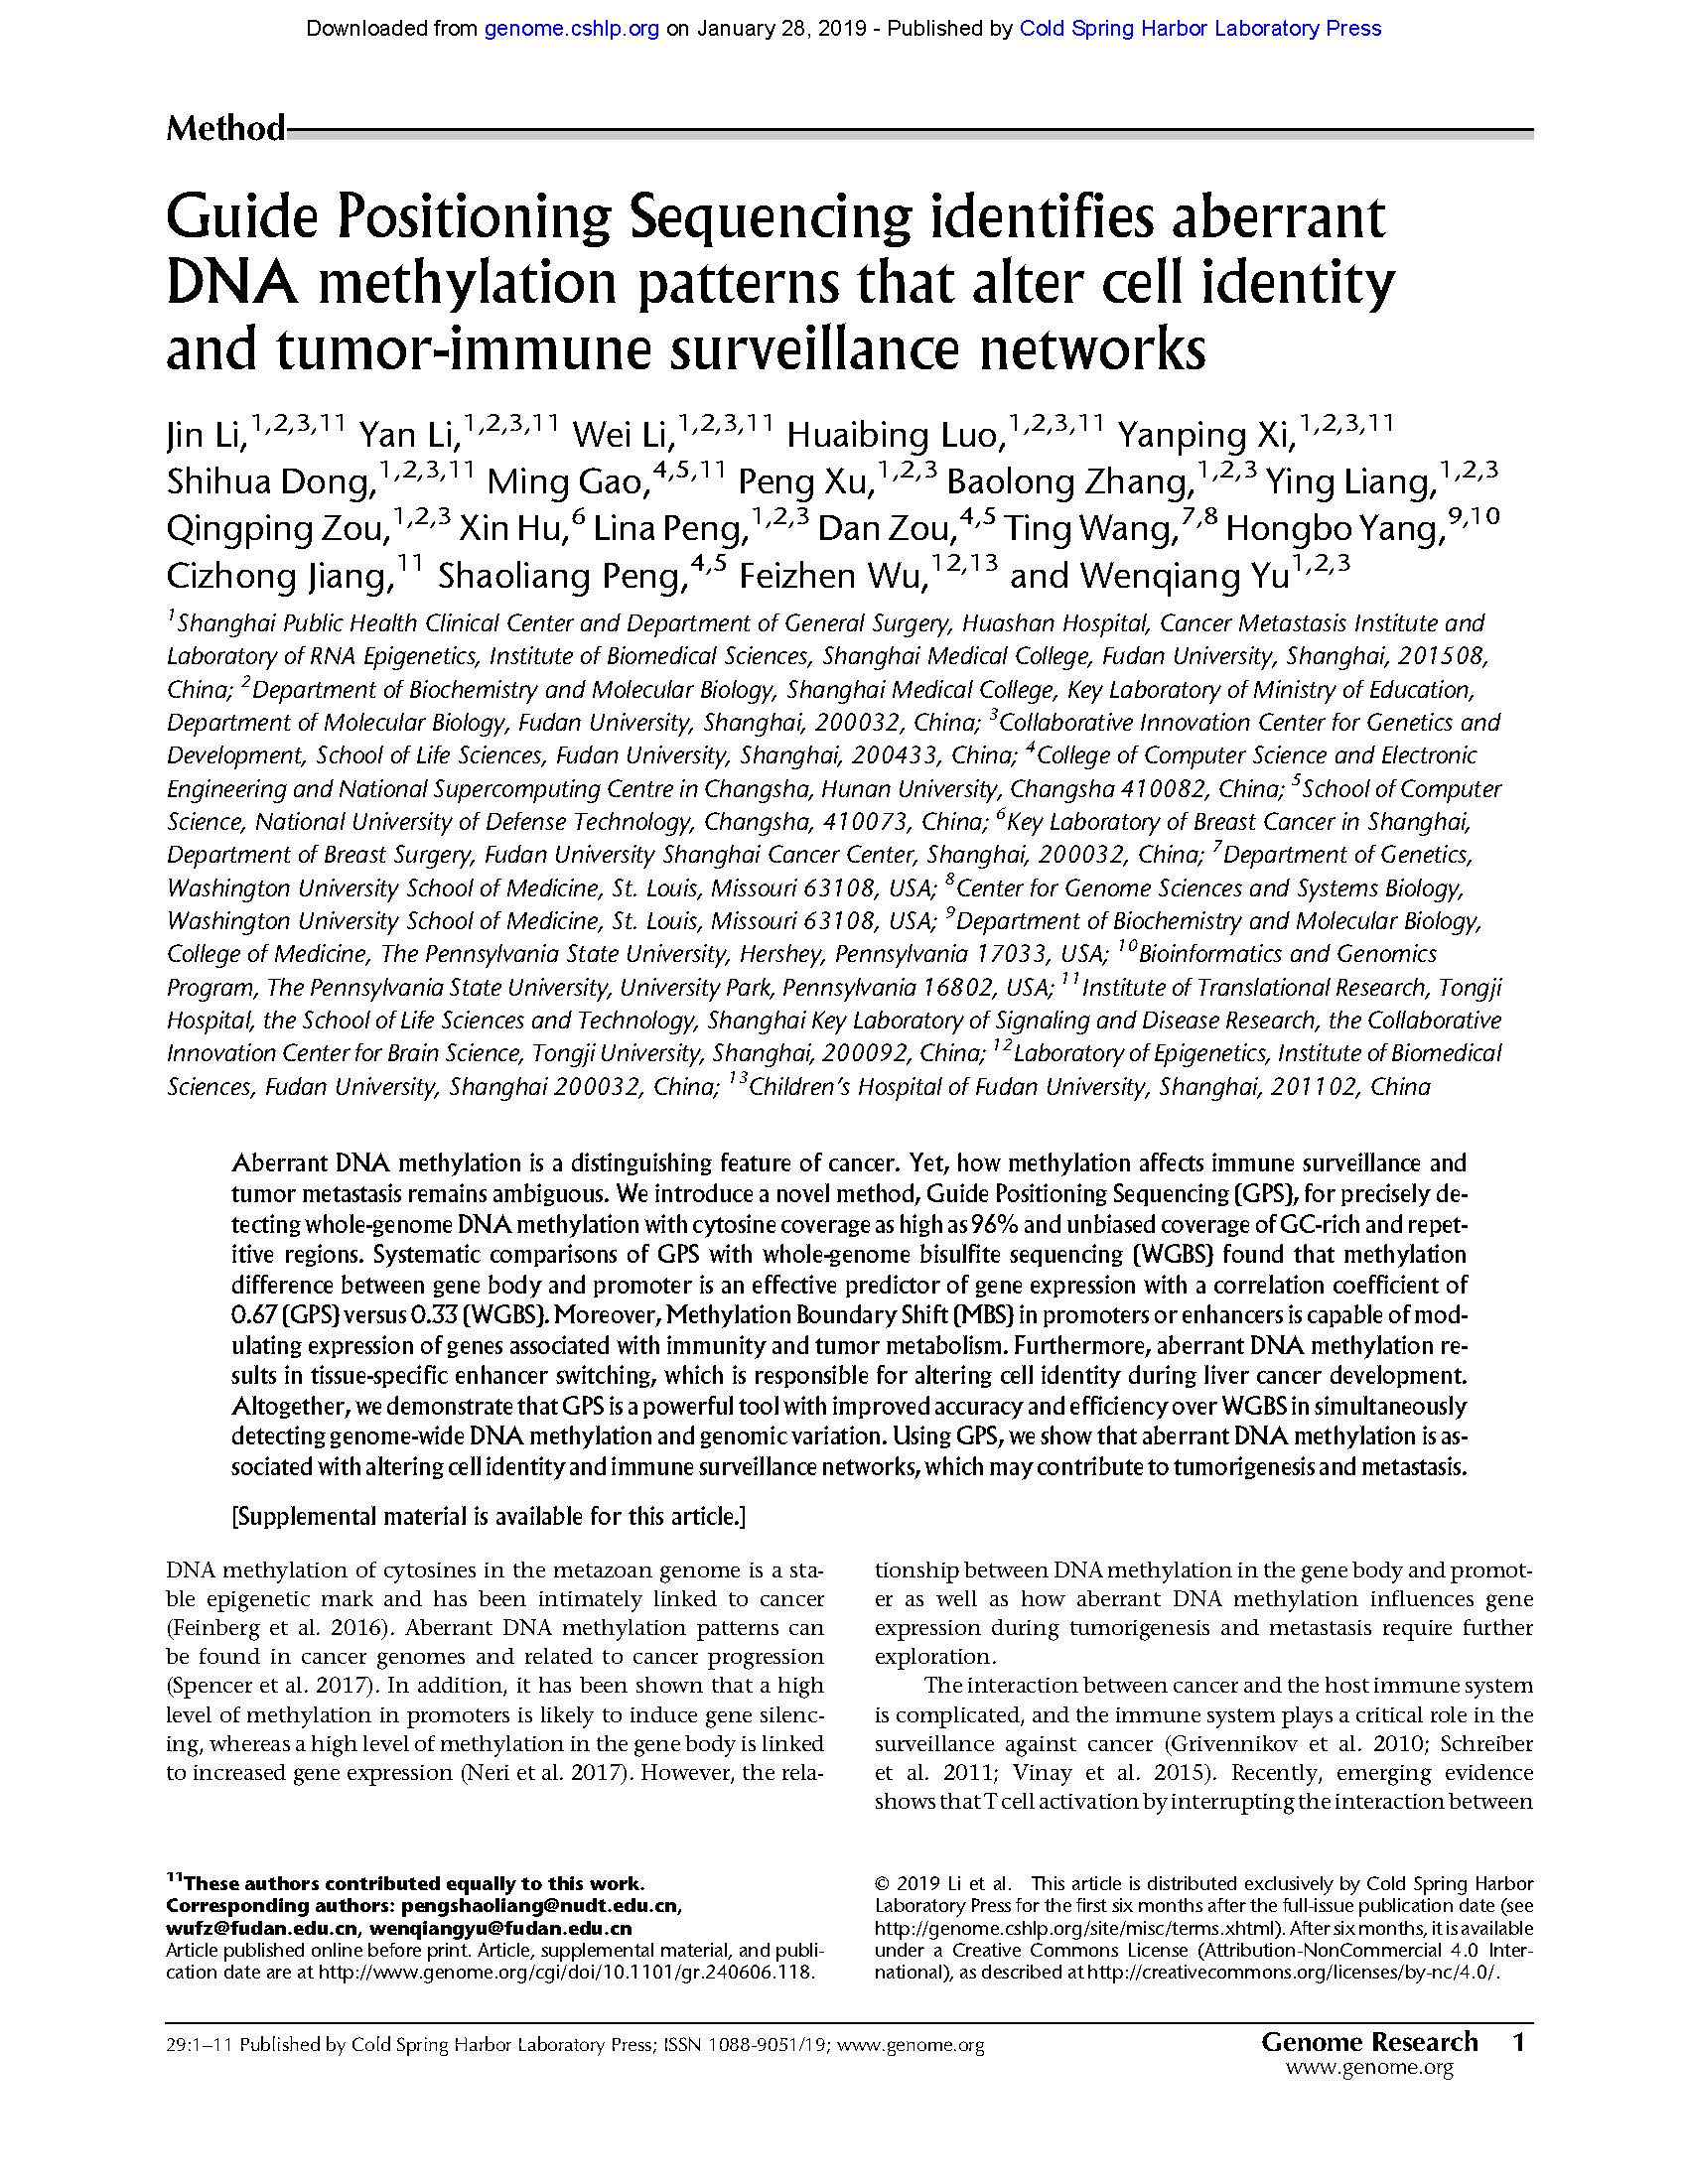 Downloaded from genome.cshlp.org on January 28, 2019 - Published by Cold Spring Harbor Laboratory Press
Method
Guide Positioning Sequencing identifies aberrant
DNA methylation patterns that alter cell identity
and tumor-immune surveillance networks
Jin Li,1,2,3,11 Yan Li,1,2,3,11 Wei Li,1,2,3,11 Huaibing Luo,1,2,3,11 Yanping Xi,1,2,3,11
Shihua Dong,1,2,3,11 Ming Gao,4,5,11 Peng Xu,1,2,3 Baolong Zhang,1,2,3 Ying Liang,1,2,3
Qingping Zou,1,2,3 Xin Hu,6 Lina Peng,1,2,3 Dan Zou,4,5 Ting Wang,7,8 Hongbo Yang,9,10
Cizhong Jiang,11 Shaoliang Peng,4,5 Feizhen Wu,12,13 and Wenqiang Yu1,2,3
1Shanghai Public Health Clinical Center and Department of General Surgery, Huashan Hospital, Cancer Metastasis Institute and
Laboratory of RNA Epigenetics, Institute of Biomedical Sciences, Shanghai Medical College, Fudan University, Shanghai, 201508,
China; 2Department of Biochemistry and Molecular Biology, Shanghai Medical College, Key Laboratory of Ministry of Education,
Department of Molecular Biology, Fudan University, Shanghai, 200032, China; 3Collaborative Innovation Center for Genetics and
Development, School of Life Sciences, Fudan University, Shanghai, 200433, China; 4College of Computer Science and Electronic
Engineering and National Supercomputing Centre in Changsha, Hunan University, Changsha 410082, China; 5School of Computer
Science, National University of Defense Technology, Changsha, 410073, China; 6Key Laboratory of Breast Cancer in Shanghai,
Department of Breast Surgery, Fudan University Shanghai Cancer Center, Shanghai, 200032, China; 7Department of Genetics,
Washington University School of Medicine, St. Louis, Missouri 63108, USA; 8Center for Genome Sciences and Systems Biology,
Washington University School of Medicine, St. Louis, Missouri 63108, USA; 9Department of Biochemistry and Molecular Biology,
College of Medicine, The Pennsylvania State University, Hershey, Pennsylvania 17033, USA; 10Bioinformatics and Genomics
Program, The Pennsylvania State University, University Park, Pennsylvania 16802, USA; 11Institute of Translational Research, Tongji
Hospital, the School of Life Sciences and Technology, Shanghai Key Laboratory of Signaling and Disease Research, the Collaborative
Innovation Center for Brain Science, Tongji University, Shanghai, 200092, China; 12Laboratory of Epigenetics, Institute of Biomedical
Sciences, Fudan University, Shanghai 200032, China; 13Children's Hospital of Fudan University, Shanghai, 201102, China
Aberrant DNA methylation is a distinguishing feature of cancer. Yet, how methylation affects immune surveillance and
tumor metastasis remains ambiguous. We introduce a novel method, Guide Positioning Sequencing (GPS), for precisely de-
tecting whole-genome DNA methylation with cytosine coverage as high as 96% and unbiased coverage of GC-rich and repet-
itive regions. Systematic comparisons of GPS with whole-genome bisulfite sequencing (WGBS) found that methylation
difference between gene body and promoter is an effective predictor of gene expression with a correlation coefficient of
0.67 (GPS) versus 0.33 (WGBS). Moreover, Methylation Boundary Shift (MBS) in promoters or enhancers is capable of mod-
ulating expression of genes associated with immunity and tumor metabolism. Furthermore, aberrant DNA methylation re-
sults in tissue-specific enhancer switching, which is responsible for altering cell identity during liver cancer development.
Altogether, we demonstrate that GPS is a powerful tool with improved accuracy and efficiency over WGBS in simultaneously
detecting genome-wide DNA methylation and genomic variation. Using GPS, we show that aberrant DNA methylation is as-
sociated with altering cell identity and immune surveillance networks, which may contribute to tumorigenesis and metastasis.
[Supplemental material is available for this article.]
DNA methylation of cytosines in the metazoan genome is a sta-
ble epigenetic mark and has been intimately linked to cancer
(Feinberg et al. 2016). Aberrant DNA methylation patterns can
be found in cancer genomes and related to cancer progression
(Spencer et al. 2017). In addition, it has been shown that a high
level of methylation in promoters is likely to induce gene silenc-
ing, whereas a high level of methylation in the gene body is linked
to increased gene expression (Neri et al. 2017). However, the rela-
tionship between DNA methylation in the gene body and promot-
er as well as how aberrant DNA methylation influences gene
expression during tumorigenesis and metastasis require further
exploration.
The interaction between cancer and the host immune system
is complicated, and the immune system plays a critical role in the
surveillance against cancer (Grivennikov et al. 2010; Schreiber
et al. 2011; Vinay et al. 2015). Recently, emerging evidence
shows that T cell activation by interrupting the interaction between
11These authors contributed equally to this work.
Corresponding authors: pengshaoliang@nudt.edu.cn,
wufz@fudan.edu.cn, wenqiangyu@fudan.edu.cn
Article published online before print. Article, supplemental material, and publi-
cation date are at http://www.genome.org/cgi/doi/10.1101/gr.240606.118.
© 2019 Li et al. This article is distributed exclusively by Cold Spring Harbor
Laboratory Press for the first six months after the full-issue publication date (see
http://genome.cshlp.org/site/misc/terms.xhtml). After six months, it is available
under a Creative Commons License (Attribution-NonCommercial 4.0 Inter-
national), as described at http://creativecommons.org/licenses/by-nc/4.0/.
29:1–11 Published by Cold Spring Harbor Laboratory Press; ISSN 1088-9051/19; www.genome.org
Genome Research 1
www.genome.org